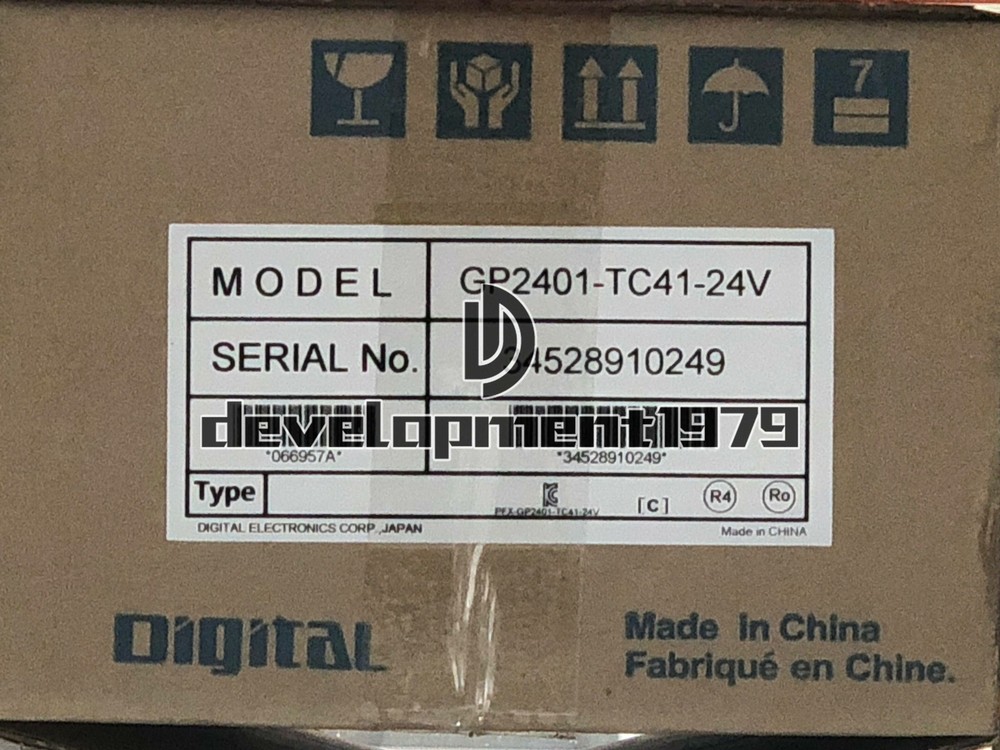 7
MODEL GP2401-TC41-24V
SERIAL No. 34528910249
development1979
*066957A* *34528910249*
Type
PFX-GP2401-TC41-24V [C] R4 Ro
DIGITAL ELECTRONICS CORP.,JAPAN Made in CHINA
Digital
Made in China
Fabriqué en Chine.